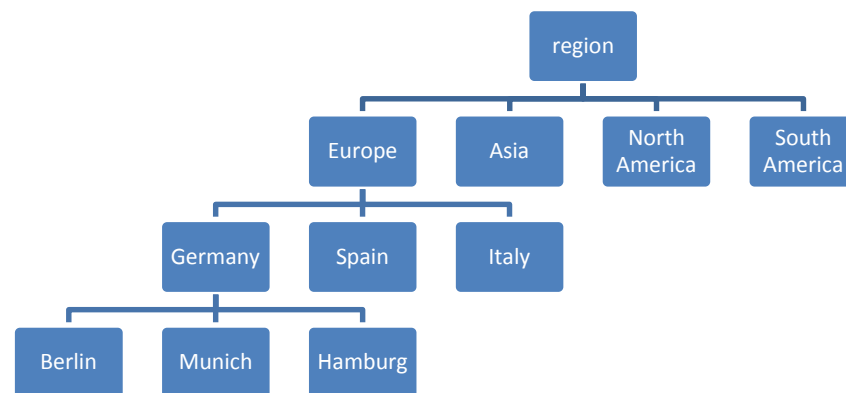 region
Europe
Asia
North
America
South
America
Germany
Spain
Italy
Berlin
Munich
Hamburg